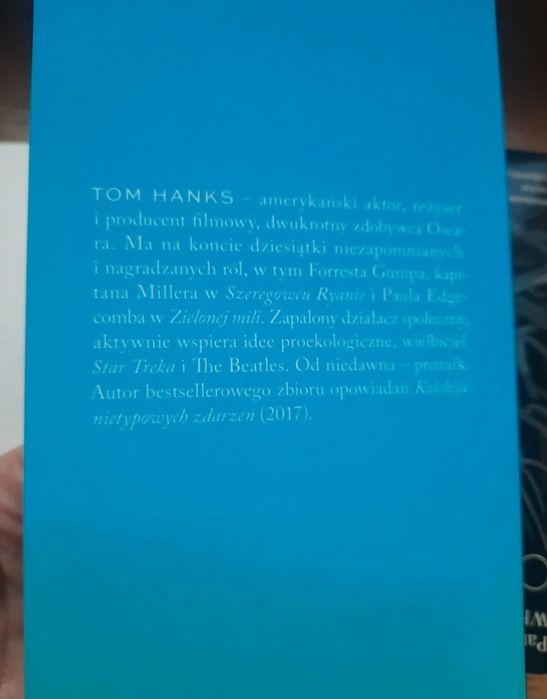 TOM HANKS – amerykański aktor, reżyser
i producent filmowy, dwukrotny zdobywca Osca-
ra. Ma na koncie dziesiątki niezapomnianych
i nagradzanych ról, w tym Forresta Gumpa, kapi-
tana Millera w Szeregowcu Ryanie i Paula Edge-
comba w Zielonej mili. Zapalony działacz społeczny,
aktywnie wspiera idee proekologiczne, wielbiciel
Star Treka i The Beatles. Od niedawna – prozaik.
Autor bestsellerowego zbioru opowiadań Kolekcja
nietypowych zdarzeń (2017).